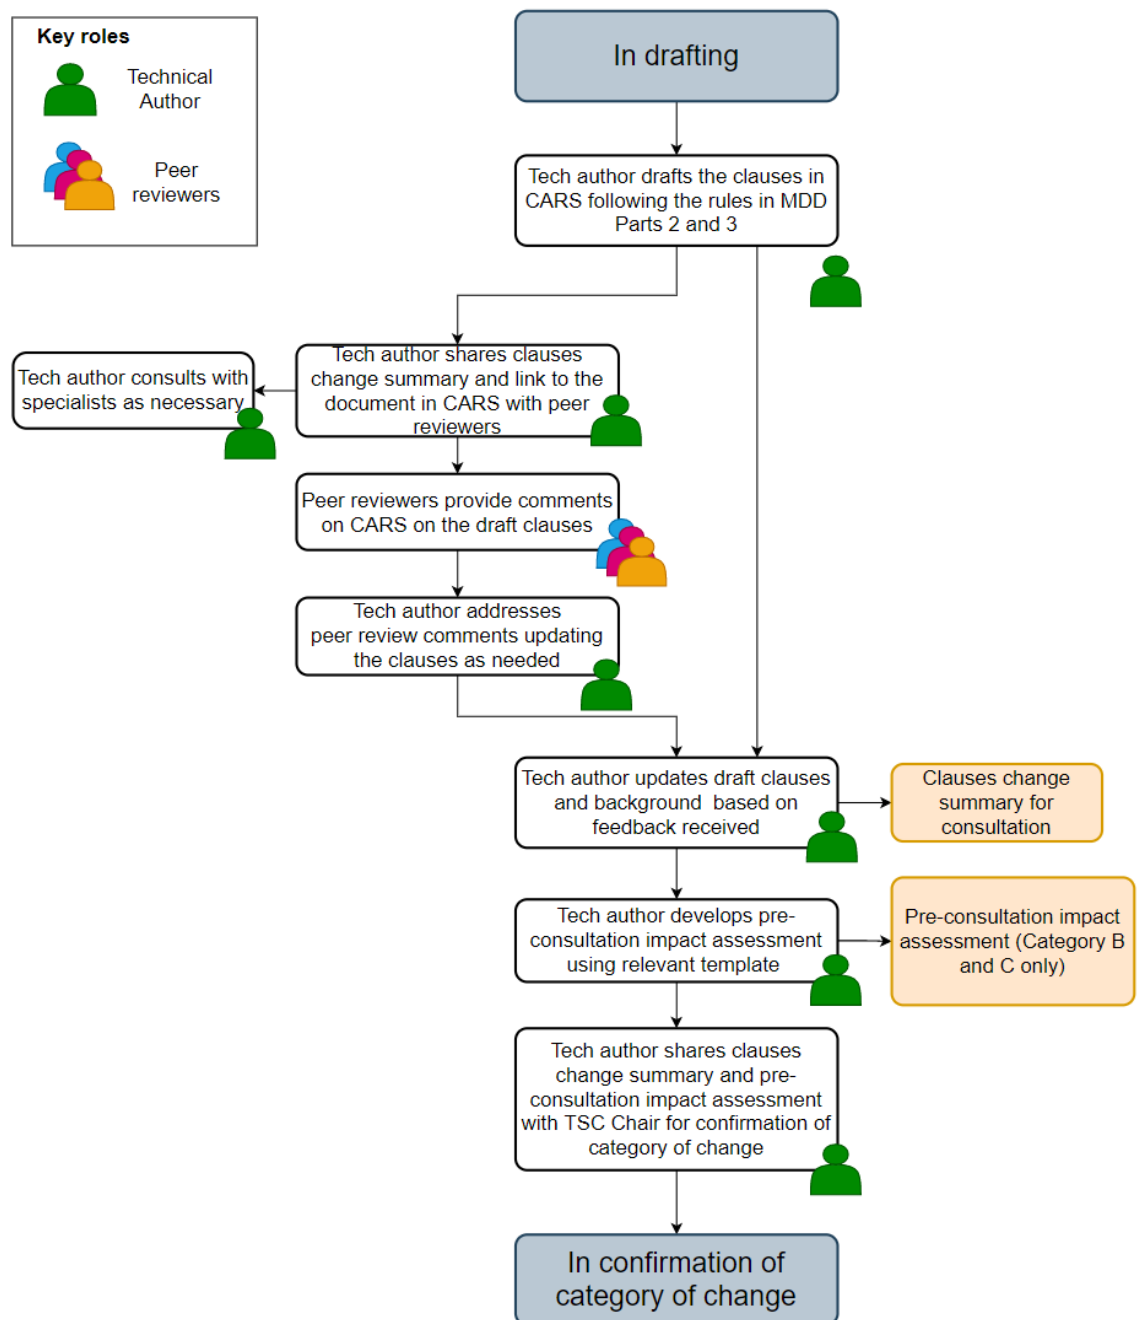 Key roles
Technical
Author
Peer
reviewers
In drafting
Tech author drafts the clauses in
CARS following the rules in MDD
Parts 2 and 3
Tech author shares clauses
change summary and link to the
document in CARS with peer
reviewers
Tech author consults with
specialists as necessary
Peer reviewers provide comments
on CARS on the draft clauses
Tech author addresses
peer review comments updating
the clauses as needed
Tech author updates draft clauses
and background based on
feedback received
Clauses change
summary for
consultation
Tech author develops pre-
consultation impact assessment
using relevant template
Pre-consultation impact
assessment (Category B
and C only)
Tech author shares clauses
change summary and pre-
consultation impact assessment
with TSC Chair for confirmation of
category of change
In confirmation of
category of change